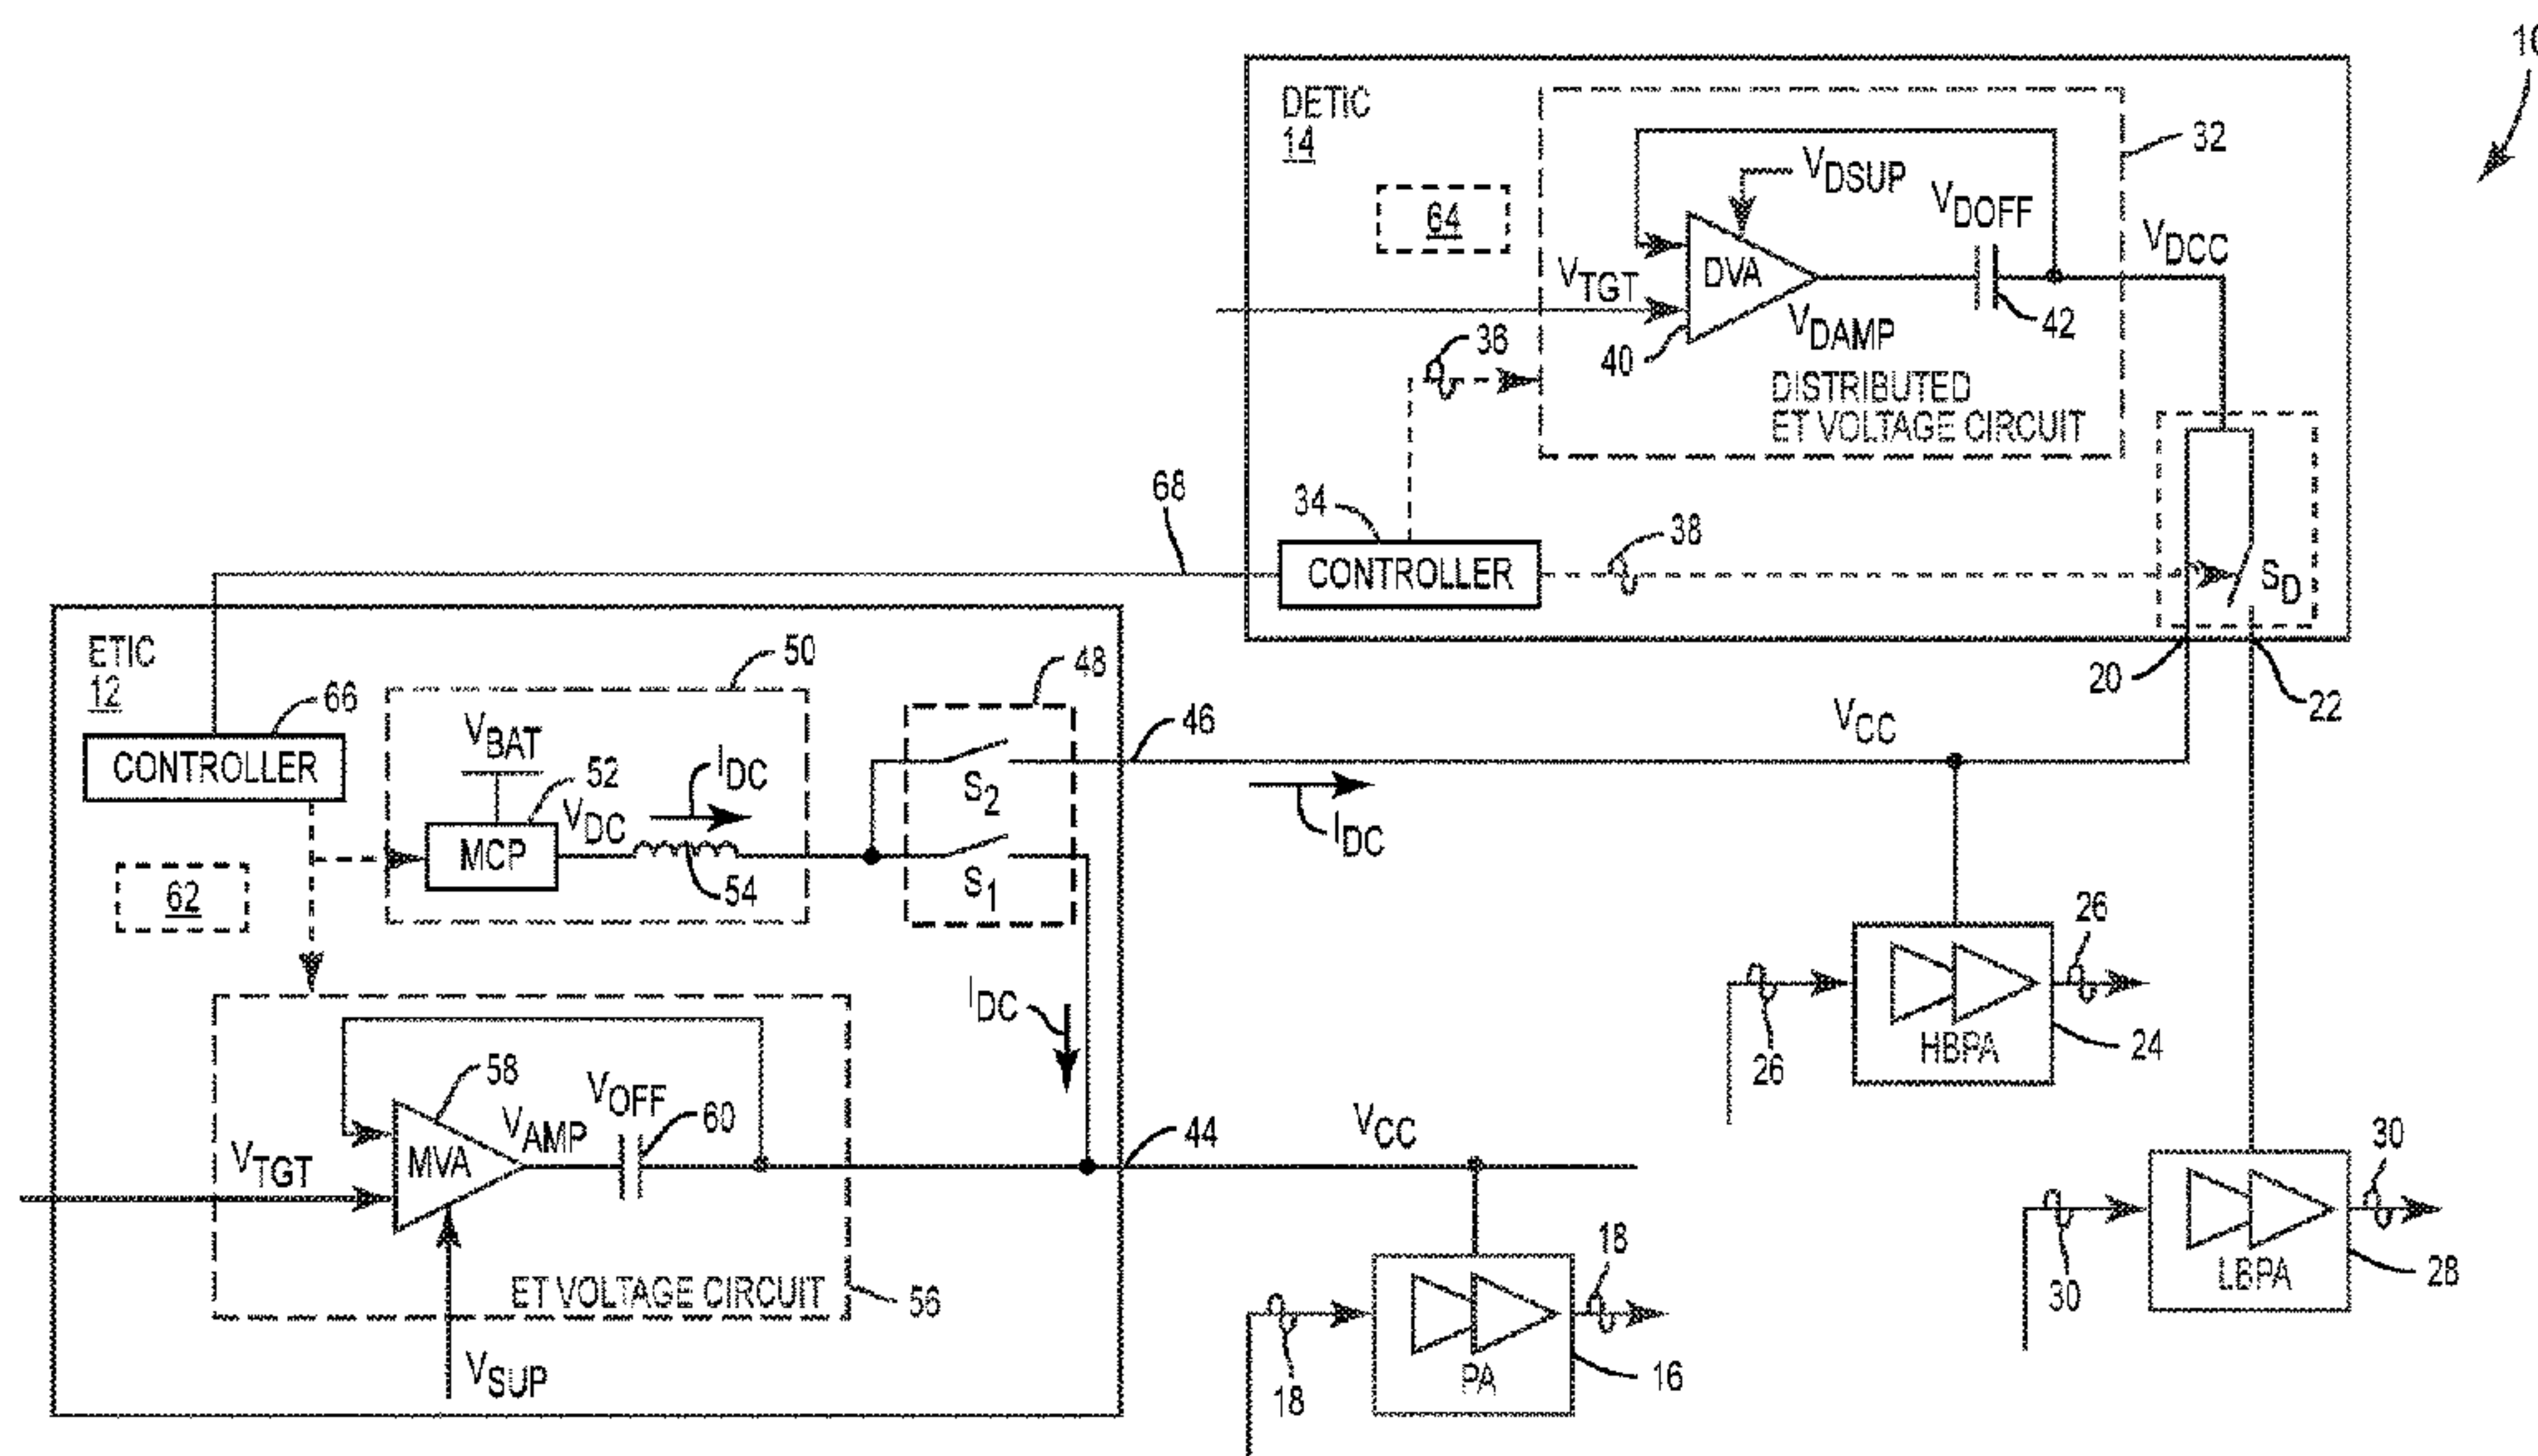 10
DETIC
14
32
VDSUP
64
VDOFF
VDCC
VTGT
DVA
42
VDAMP
36
40
DISTRIBUTED
ET VOLTAGE CIRCUIT
68
34
38
CONTROLLER
SD
ETIC
12
50
48
20
22
66
46
VCC
VBAT
CONTROLLER
52
IDC
S2
VDC
IDC
MCP
62
54
S1
26
26
IDC
HBPA
24
58
VOFF
60
VAMP
44
VCC
30
VTGT
MVA
30
18
LBPA
28
ET VOLTAGE CIRCUIT
56
VSUP
18
PA
16